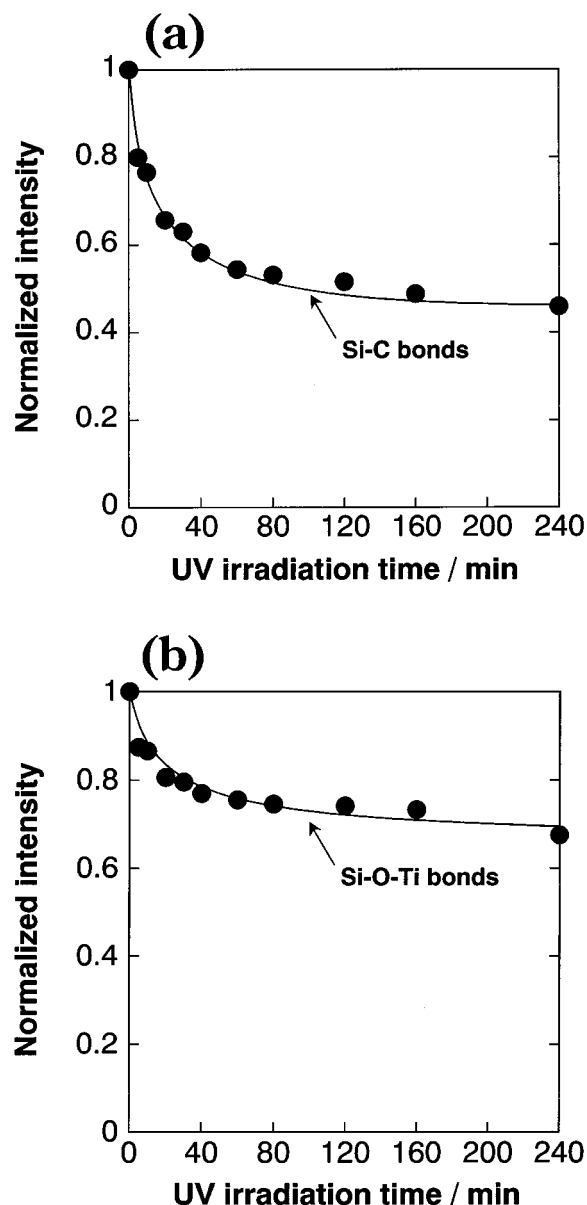 (a)
Normalized intensity
1
0.8
0.6
0.4
0.2
0
Si-C bonds
0 40 80 120 160 200 240
UV irradiation time / min
(b)
Normalized intensity
1
0.8
0.6
0.4
0.2
0
Si-O-Ti bonds
0 40 80 120 160 200 240
UV irradiation time / min